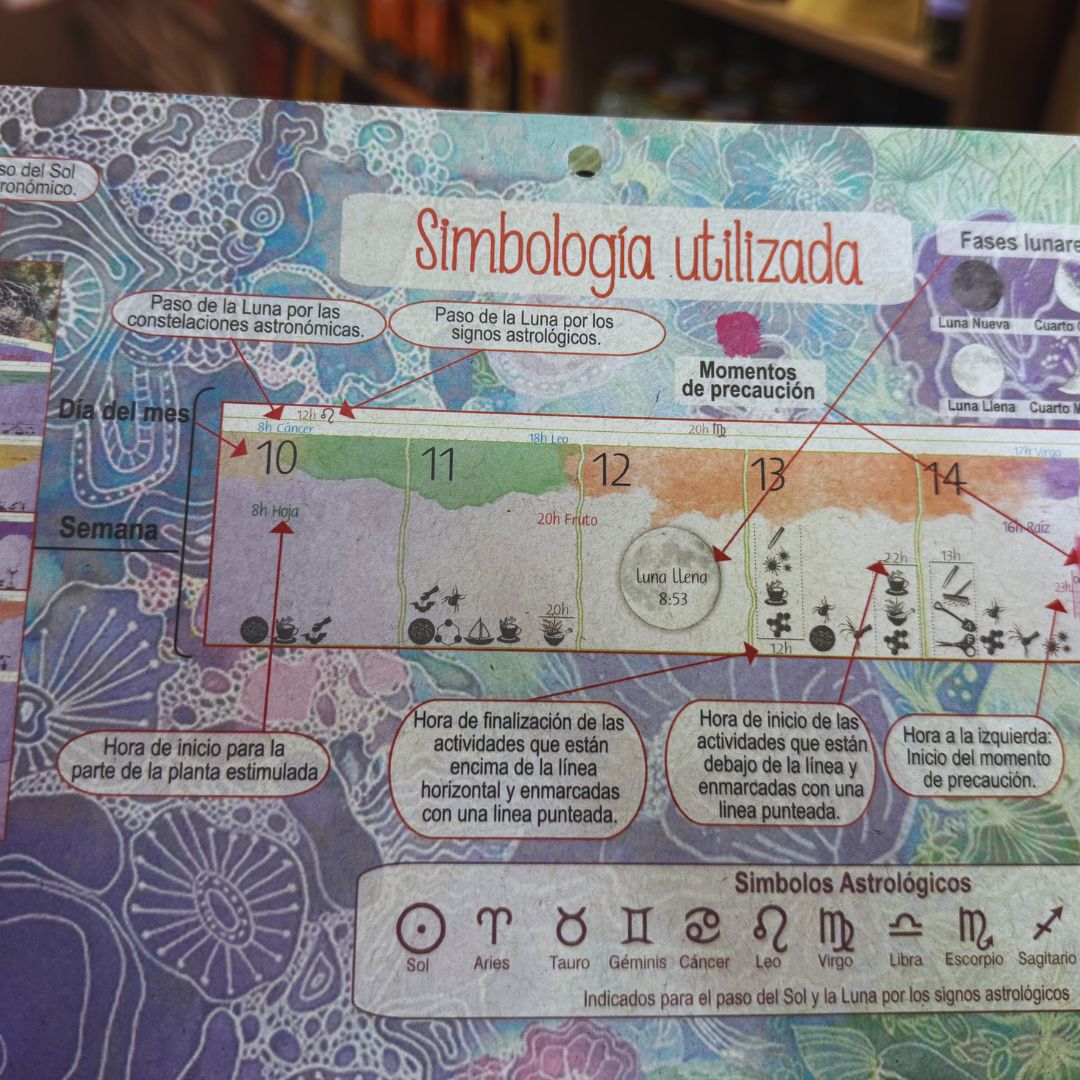 so del Sol
ronómico.
Simbología utilizada
Fases lunare
Luna Nueva
Cuarto
Luna Llena
Cuarto M
Paso de la Luna por las
constelaciones astronómicas.
Paso de la Luna por los
signos astrológicos.
Momentos
de precaución
Día del mes
Semana
12h ♌
20h ♍
8h Cáncer
18h Leo
17h Virgo
10
11
12
13
14
8h Hoja
20h Fruto
16h Raíz
luna llena
8:53
20h
12h
22h
13h
23h
Hora de inicio para la
parte de la planta estimulada
Hora de finalización de las
actividades que están
encima de la línea
horizontal y enmarcadas
con una linea punteada.
Hora de inicio de las
actividades que están
debajo de la línea y
enmarcadas con una
linea punteada.
Hora a la izquierda:
Inicio del momento
de precaución.
Simbolos Astrológicos
☉ ♈ ♉ ♊ ♋ ♌ ♍ ♎ ♏ ♐
Sol Aries Tauro Géminis Cáncer Leo Virgo Libra Escorpio Sagitario
Indicados para el paso del Sol y la Luna por los signos astrológicos